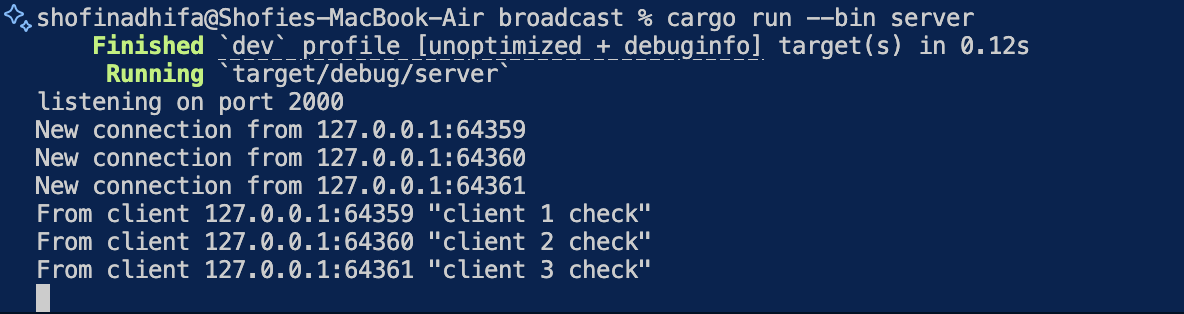 shofinadhifa@Shofies-MacBook-Air broadcast % cargo run --bin server
Finished `dev` profile [unoptimized + debuginfo] target(s) in 0.12s
Running `target/debug/server`
listening on port 2000
New connection from 127.0.0.1:64359
New connection from 127.0.0.1:64360
New connection from 127.0.0.1:64361
From client 127.0.0.1:64359 "client 1 check"
From client 127.0.0.1:64360 "client 2 check"
From client 127.0.0.1:64361 "client 3 check"